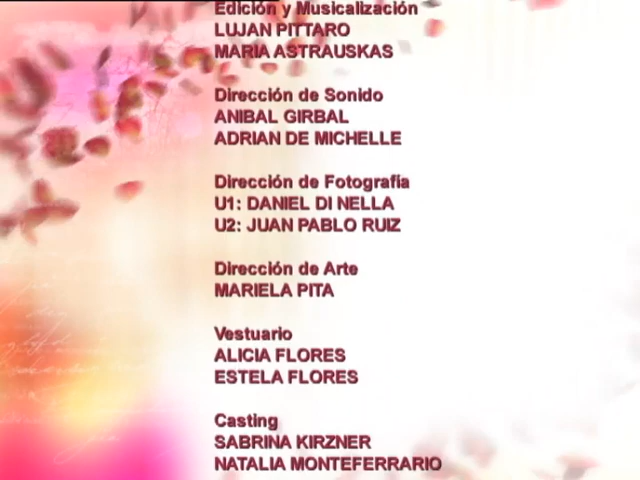 Edición y Musicalización
LUJAN PITTARO
MARIA ASTRAUSKAS
Dirección de Sonido
ANIBAL GIRBAL
ADRIAN DE MICHELLE
Dirección de Fotografía
U1: DANIEL DI NELLA
U2: JUAN PABLO RUIZ
Dirección de Arte
MARIELA PITA
Vestuario
ALICIA FLORES
ESTELA FLORES
Casting
SABRINA KIRZNER
NATALIA MONTEFERRARIO